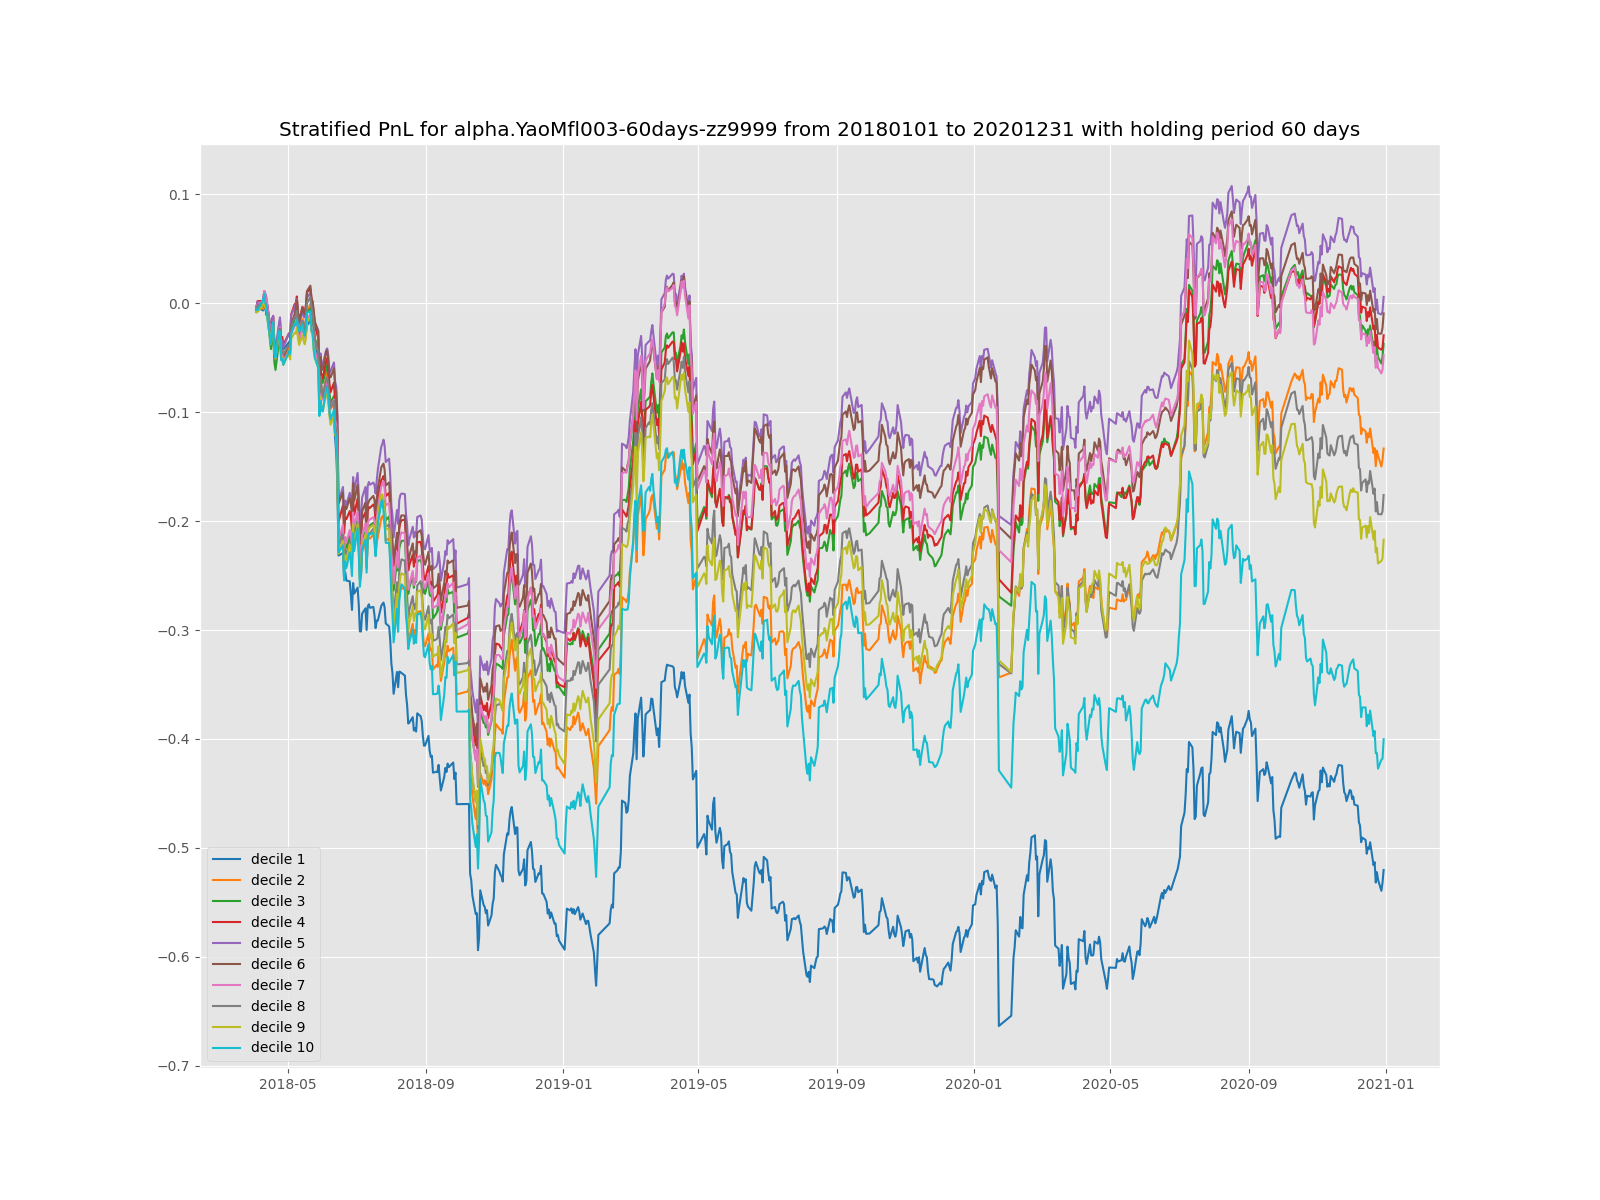 Stratified PnL for alpha.YaoMfl003-60days-zz9999 from 20180101 to 20201231 with holding period 60 days
0.1
0.0
−0.1
−0.2
−0.3
−0.4
−0.5
−0.6
−0.7
decile 1
decile 2
decile 3
decile 4
decile 5
decile 6
decile 7
decile 8
decile 9
decile 10
2018-05
2018-09
2019-01
2019-05
2019-09
2020-01
2020-05
2020-09
2021-01